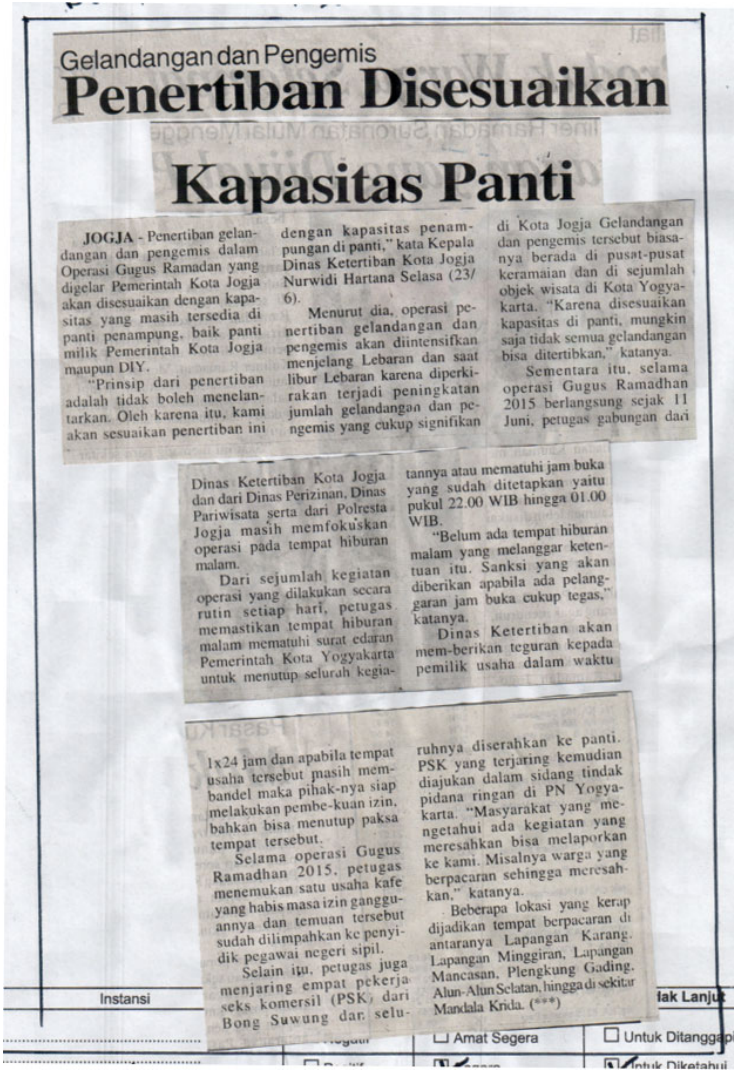 Gelandangan dan Pengemis
Penertiban Disesuaikan
Kapasitas Panti
JOGJA - Penertiban gelan-
dangan dan pengemis dalam
Operasi Gugus Ramadan yang
digelar Pemerintah Kota Jogja
akan disesuaikan dengan kapa-
sitas yang masih tersedia di
panti penampung, baik panti
milik Pemerintah Kota Jogja
maupun DIY.
"Prinsip dari penertiban
adalah tidak boleh menelan-
tarkan. Oleh karena itu, kami
akan sesuaikan penertiban ini
dengan kapasitas penam-
pungan di panti," kata Kepala
Dinas Ketertiban Kota Jogja
Nurwidi Hartana Selasa (23/
6).
Menurut dia, operasi pe-
nertiban gelandangan dan
pengemis akan diintensifkan
menjelang Lebaran dan saat
libur Lebaran karena diperki-
rakan terjadi peningkatan
jumlah gelandangan dan pe-
ngemis yang cukup signifikan
di Kota Jogja Gelandangan
dan pengemis tersebut biasa-
nya berada di pusat-pusat
keramaian dan di sejumlah
objek wisata di Kota Yogya-
karta. "Karena disesuaikan
kapasitas di panti, mungkin
saja tidak semua gelandangan
bisa ditertibkan," katanya.
Sementara itu, selama
operasi Gugus Ramadhan
2015 berlangsung sejak 11
Juni, petugas gabungan dari
Dinas Ketertiban Kota Jogja
dan dari Dinas Perizinan, Dinas
Pariwisata serta dari Polresta
Jogja masih memfokuskan
operasi pada tempat hiburan
malam.
Dari sejumlah kegiatan
operasi yang dilakukan secara
rutin setiap hari, petugas
memastikan tempat hiburan
malam mematuhi surat edaran
Pemerintah Kota Yogyakarta
untuk menutup seluruh kegia-
tannya atau mematuhi jam buka
yang sudah ditetapkan yaitu
pukul 22.00 WIB hingga 01.00
WIB.
"Belum ada tempat hiburan
malam yang melanggar keten-
tuan itu. Sanksi yang akan
diberikan apabila ada pelang-
garan jam buka cukup tegas,"
katanya.
Dinas Ketertiban akan
mem-berikan teguran kepada
pemilik usaha dalam waktu
1x24 jam dan apabila tempat
usaha tersebut masih mem-
bandel maka pihak-nya siap
melakukan pembe-kuan izin,
bahkan bisa menutup paksa
tempat tersebut.
Selama operasi Gugus
Ramadhan 2015, petugas
menemukan satu usaha kafe
yang habis masa izin ganggu-
annya dan temuan tersebut
sudah dilimpahkan ke penyi-
dik pegawai negeri sipil.
Selain itu, petugas juga
menjaring empat pekerja
seks komersil (PSK) dari
Bong Suwung dan selu-
ruhnya diserahkan ke panti.
PSK yang terjaring kemudian
diajukan dalam sidang tindak
pidana ringan di PN Yogya-
karta. "Masyarakat yang me-
ngetahui ada kegiatan yang
meresahkan bisa melaporkan
ke kami. Misalnya warga yang
berpacaran sehingga meresah-
kan," katanya.
Beberapa lokasi yang kerap
dijadikan tempat berpacaran di
antaranya Lapangan Karang,
Lapangan Minggiran, Lapangan
Mancasan, Plengkung Gading,
Alun-Alun Selatan, hingga di sekitar
Mandala Krida. (***)
Instansi
dak Lanjut
Amat Segera
Untuk Ditanggapi
Untuk Diketahui